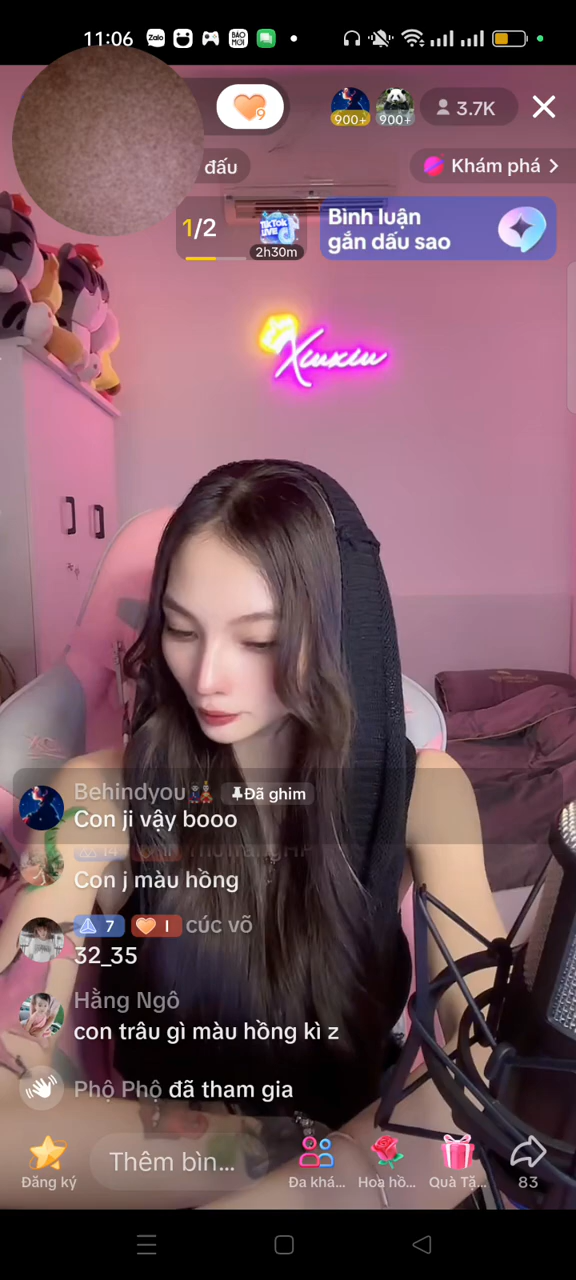 11:06
Zalo
BÁO MỚI
9
900+
900+
3.7K
đấu
Khám phá
1/2
TikTok LIVE
2h30m
Bình luận
gắn dấu sao
Xiuxiu
Behindyou
Đã ghim
Con ji vậy booo
14
Con j màu hồng
7
I
cúc võ
32_35
Hằng Ngô
con trâu gì màu hồng kì z
Phộ Phộ đã tham gia
Thêm bìn...
Đăng ký
Đa khá...
Hoa hồ...
Quà Tặ...
83